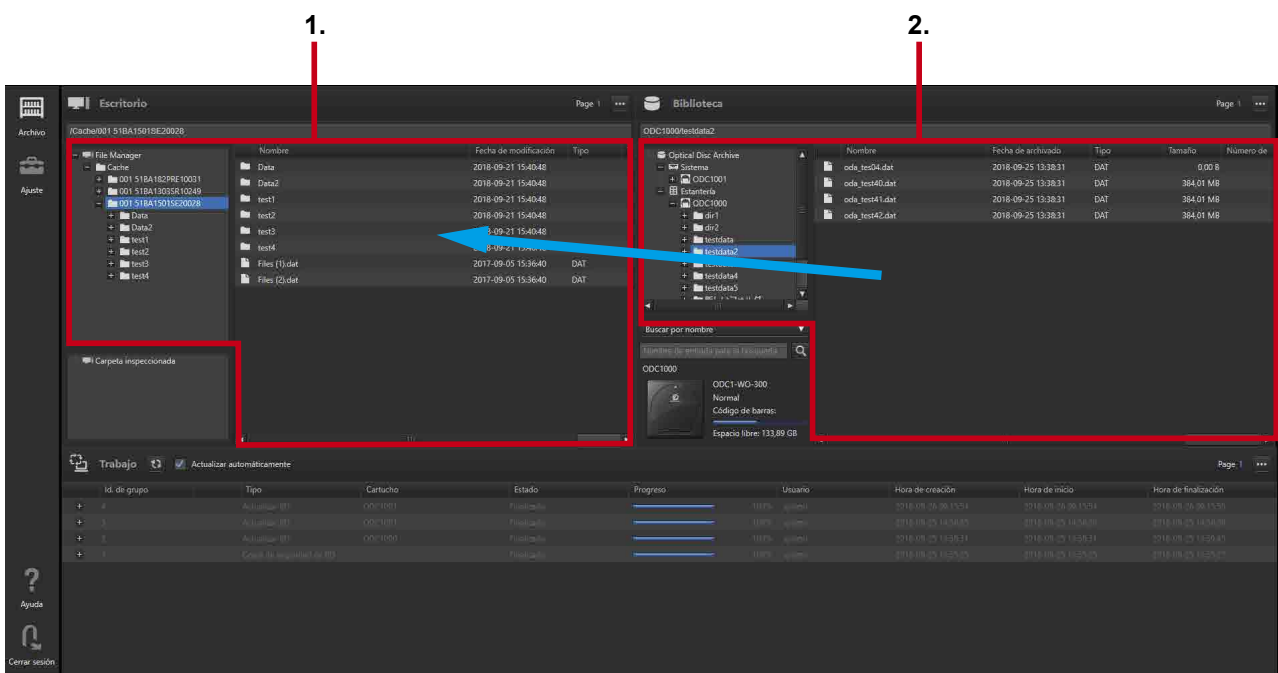 1. 2.
Escritorio Page 1 ...
Biblioteca Page 1 ...
Archivo
Ajuste
/Cache/001 51BA1501SE20028
File Manager
Cache
001 51BA182PRE10031
001 51BA1303SR10249
001 51BA1501SE20028
Data
Data2
test1
test2
test3
test4
Nombre Fecha de modificación Tipo
Data 2018-09-21 15:40:48
Data2 2018-09-21 15:40:48
test1 2018-09-21 15:40:48
test2 2018-09-21 15:40:48
test3
test4
Files (1).dat 2017-09-05 15:36:40 DAT
Files (2).dat 2017-09-05 15:36:40 DAT
Carpeta inspeccionada
ODC1000/testdata2
Optical Disc Archive
Sistema
ODC1001
Estantería
ODC1000
dir1
dir2
testdata
testdata2
testdata4
testdata5
Buscar por nombre
ODC1000
ODC1-WO-300
Normal
Código de barras:
Espacio libre: 133,89 GB
Nombre Fecha de archivado Tipo Tamaño Número de
oda_tes04.dat 2018-09-25 13:38:31 DAT 0,00 B
oda_test40.dat 2018-09-25 13:38:31 DAT 384,01 MB
oda_test41.dat 2018-09-25 13:38:31 DAT 384,01 MB
oda_test42.dat 2018-09-25 13:38:31 DAT 384,01 MB
Trabajo Actualizar automáticamente Page 1 ...
Id. de grupo Tipo Cartucho Estado Progreso Usuario Hora de creación Hora de inicio Hora de finalización
Ayuda
Cerrar sesión